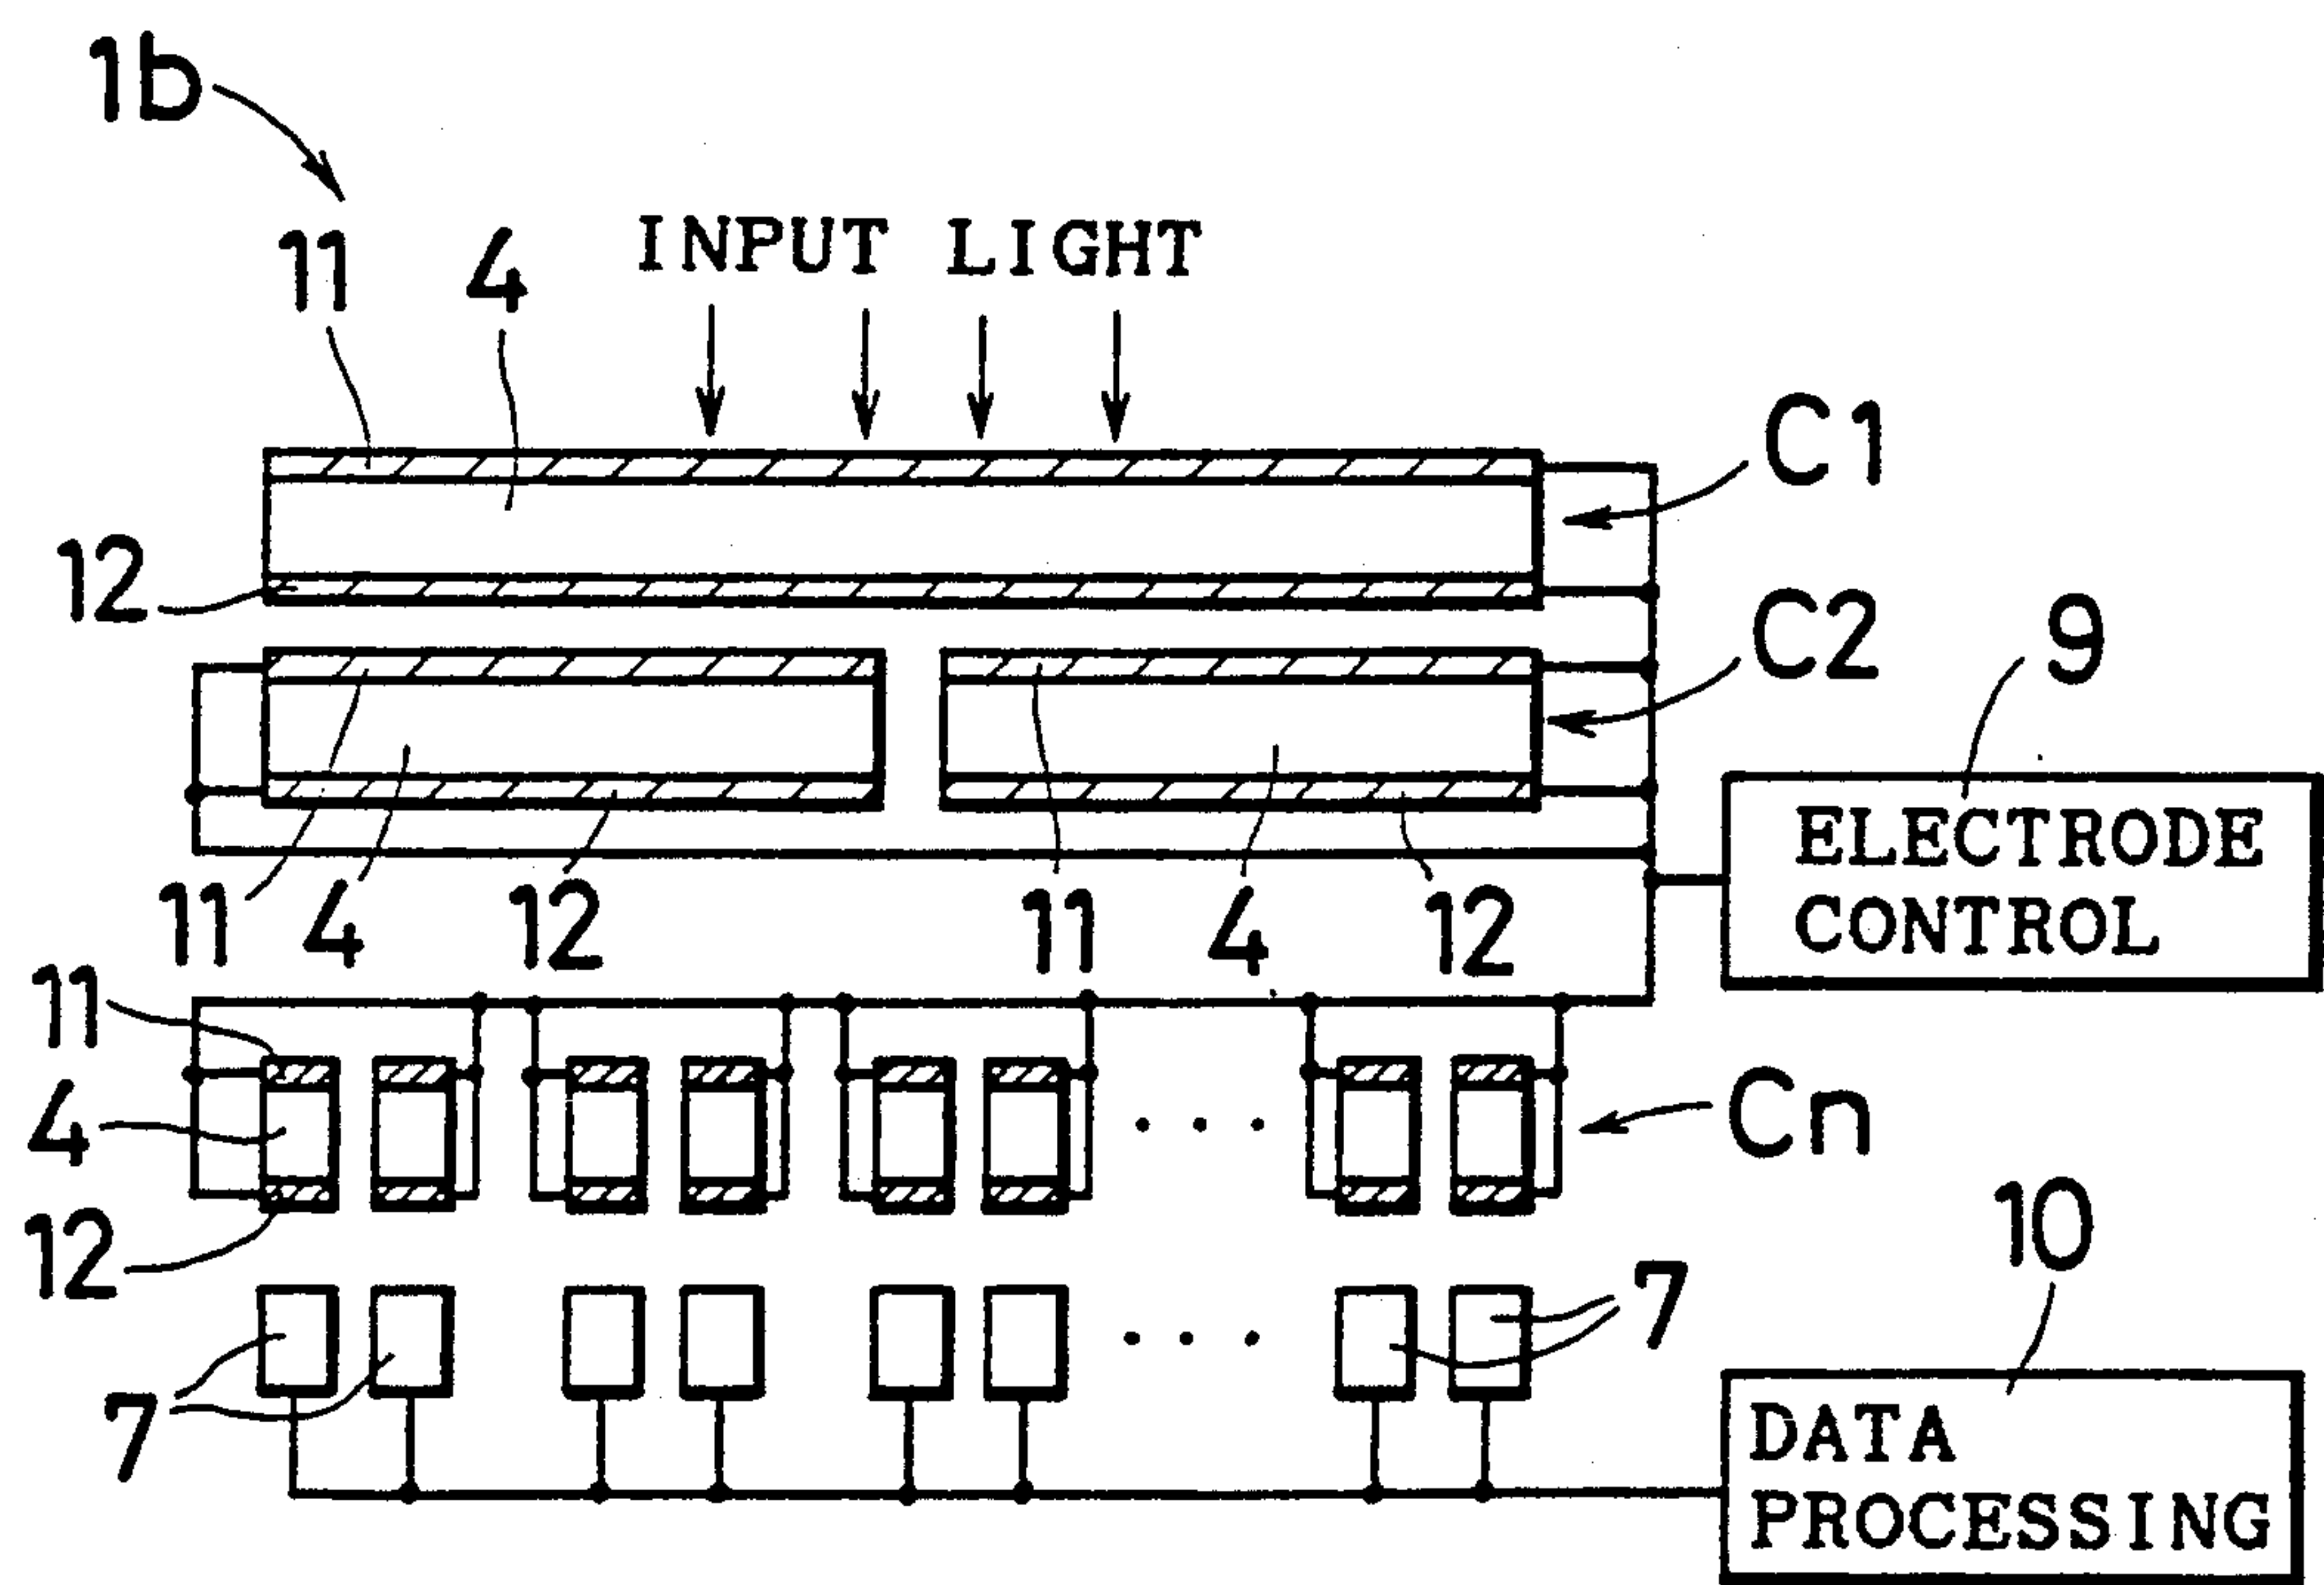 1b
11 4 INPUT LIGHT
C1
12
C2
9
ELECTRODE
CONTROL
11 4 12 11 4 12
11
4
Cn
12
10
7
7
DATA
PROCESSING